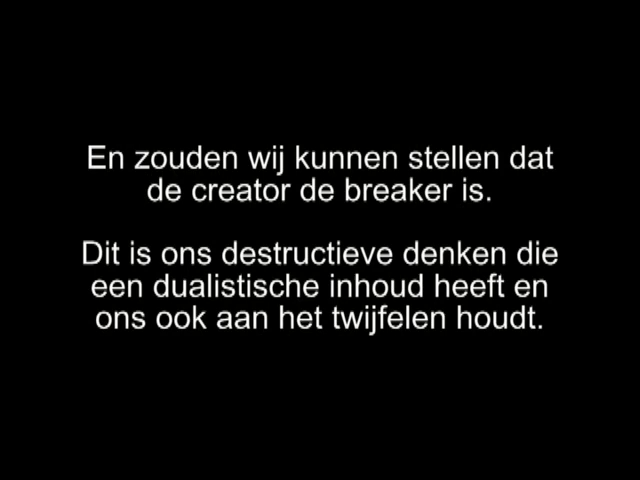 En zouden wij kunnen stellen dat
de creator de breaker is.
Dit is ons destructieve denken die
een dualistische inhoud heeft en
ons ook aan het twijfelen houdt.